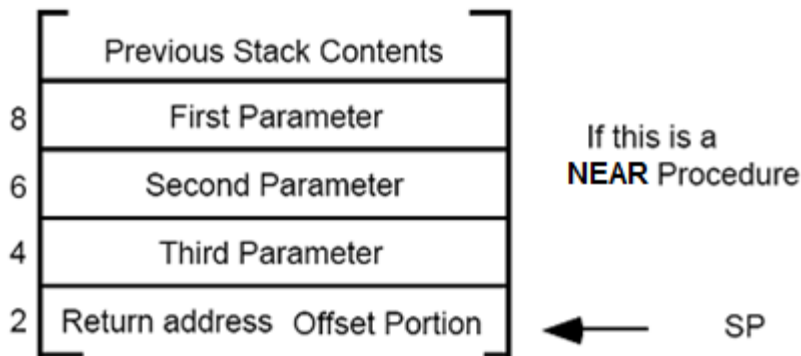 Previous Stack Contents
8 First Parameter
If this is a
6 Second Parameter
NEAR Procedure
4 Third Parameter
2 Return address Offset Portion
SP